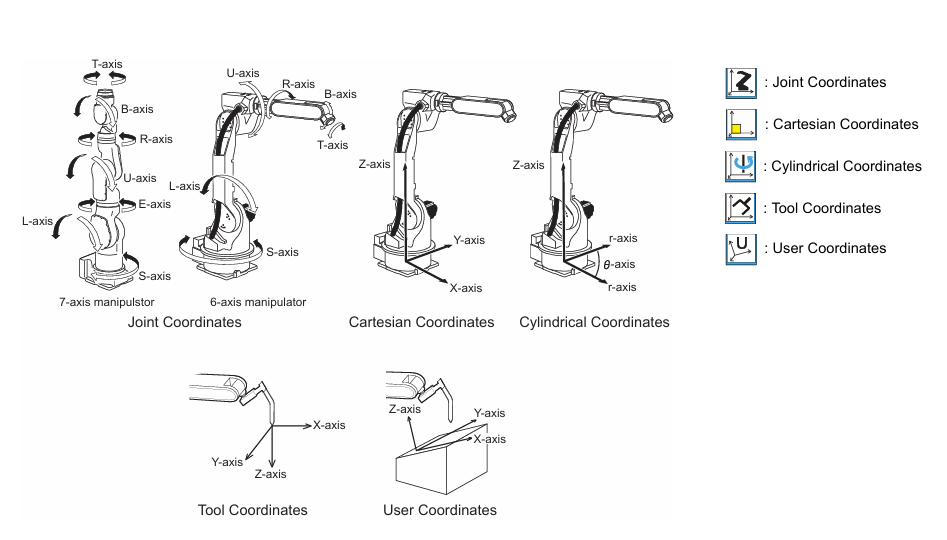 T-axis
B-axis
R-axis
U-axis
E-axis
L-axis
S-axis
7-axis manipulstor
U-axis
R-axis
B-axis
T-axis
L-axis
S-axis
6-axis manipulator
Joint Coordinates
Z-axis
Y-axis
X-axis
Cartesian Coordinates
Z-axis
r-axis
θ-axis
r-axis
Cylindrical Coordinates
: Joint Coordinates
: Cartesian Coordinates
: Cylindrical Coordinates
: Tool Coordinates
U : User Coordinates
X-axis
Y-axis
Z-axis
Tool Coordinates
Z-axis
Y-axis
X-axis
User Coordinates